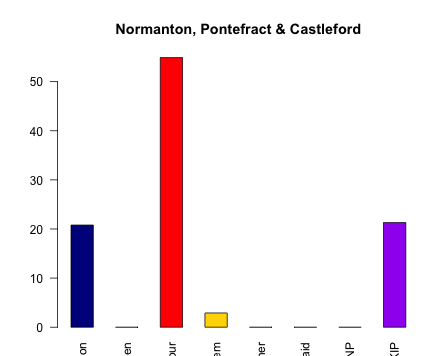 Normanton, Pontefract & Castleford
50
40
30
20
10
0
on
en
our
em
her
aid
NP
KIP